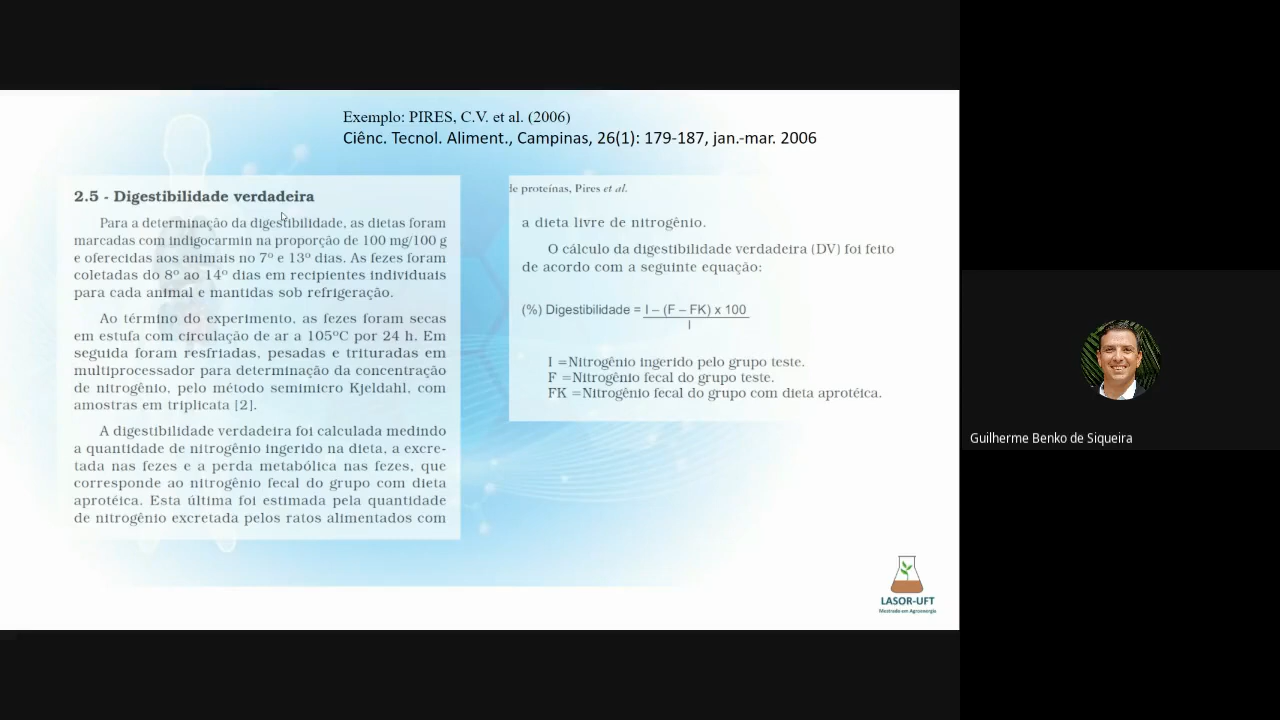 Exemplo: PIRES, C.V. et al. (2006)
Ciênc. Tecnol. Aliment., Campinas, 26(1): 179-187, jan.-mar. 2006
2.5 - Digestibilidade verdadeira
Para a determinação da digestibilidade, as dietas foram
marcadas com indigocarmin na proporção de 100 mg/100 g
e oferecidas aos animais no 7º e 13º dias. As fezes foram
coletadas do 8º ao 14º dias em recipientes individuais
para cada animal e mantidas sob refrigeração.
Ao término do experimento, as fezes foram secas
em estufa com circulação de ar a 105ºC por 24 h. Em
seguida foram resfriadas, pesadas e trituradas em
multiprocessador para determinação da concentração
de nitrogênio, pelo método semimicro Kjeldahl, com
amostras em triplicata [2].
A digestibilidade verdadeira foi calculada medindo
a quantidade de nitrogênio ingerido na dieta, a excre-
tada nas fezes e a perda metabólica nas fezes, que
corresponde ao nitrogênio fecal do grupo com dieta
aprotéica. Esta última foi estimada pela quantidade
de nitrogênio excretada pelos ratos alimentados com
de proteínas, Pires et al.
a dieta livre de nitrogênio.
O cálculo da digestibilidade verdadeira (DV) foi feito
de acordo com a seguinte equação:
(%) Digestibilidade = I – (F – FK) x 100
I
I =Nitrogênio ingerido pelo grupo teste.
F =Nitrogênio fecal do grupo teste.
FK =Nitrogênio fecal do grupo com dieta aprotéica.
LASOR-UFT
Mestrado em Agroenergia
Guilherme Benko de Siqueira